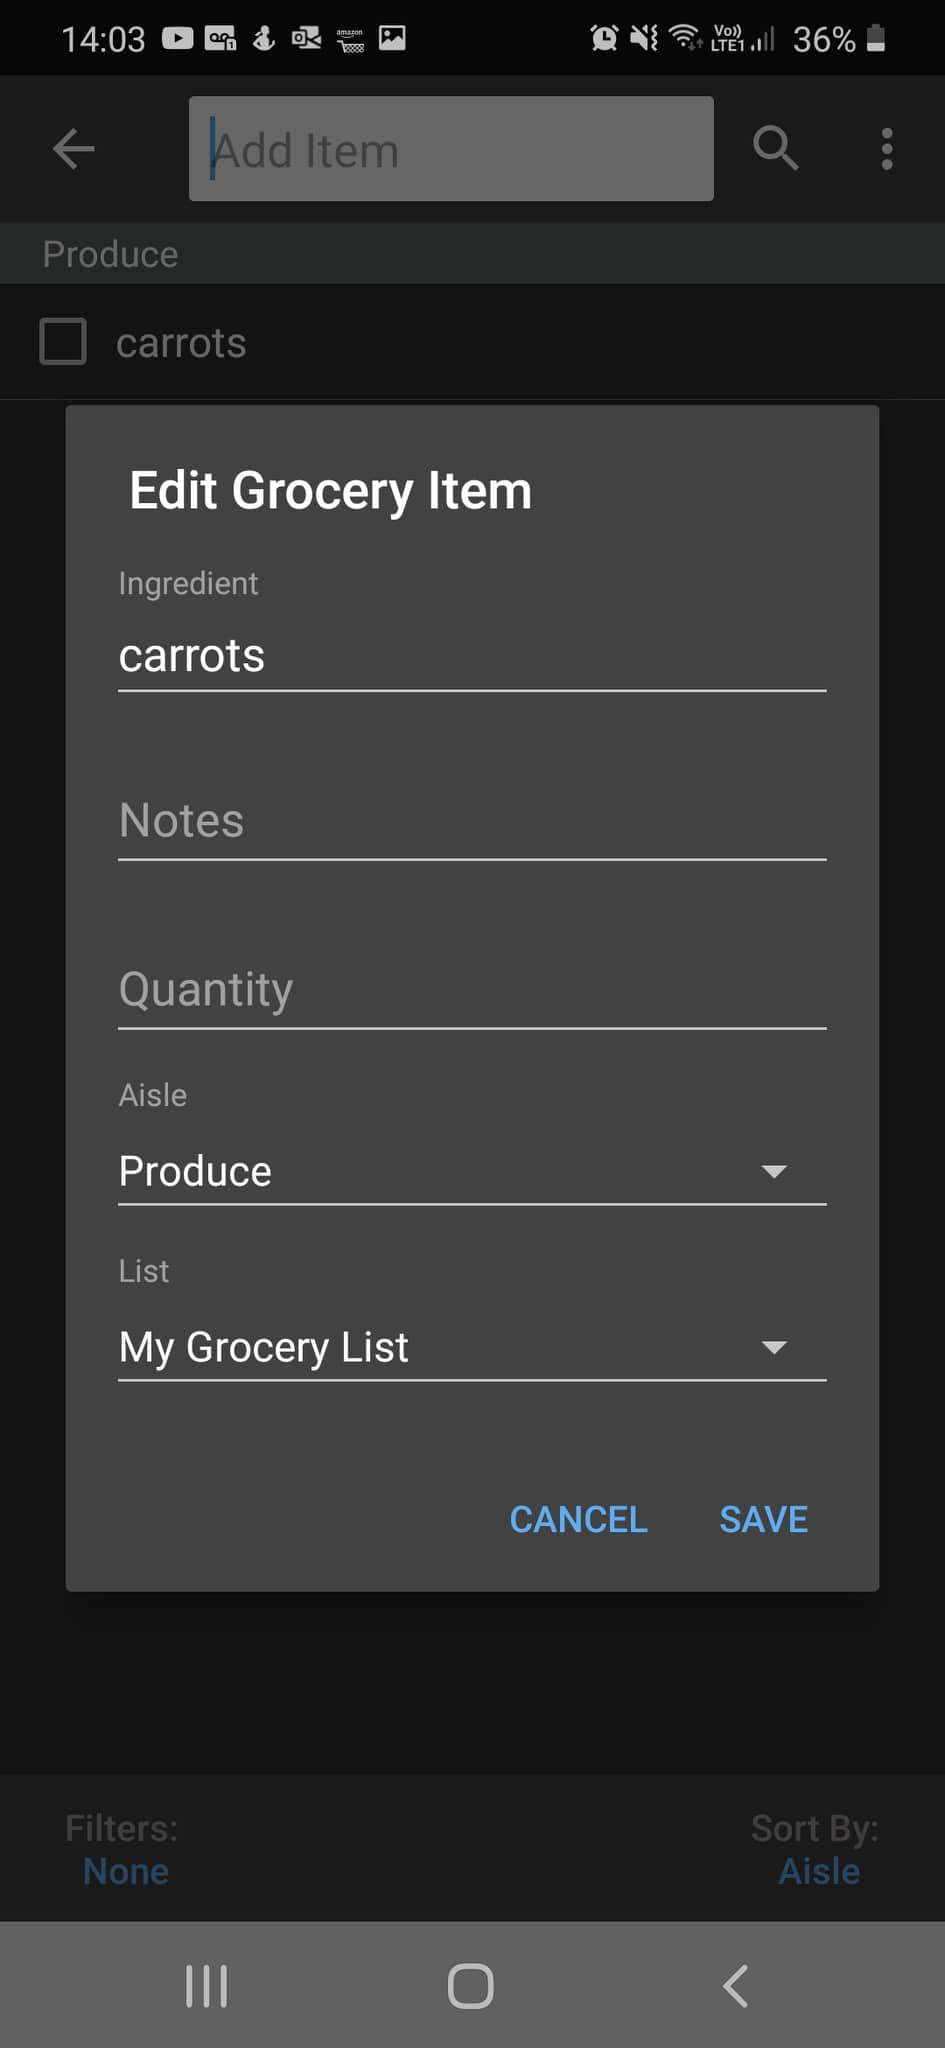 14:03
amazon
Vo))
LTE1
36%
Add Item
Produce
carrots
Edit Grocery Item
Ingredient
carrots
Notes
Quantity
Aisle
Produce
List
My Grocery List
CANCEL SAVE
Filters:
None
Sort By:
Aisle